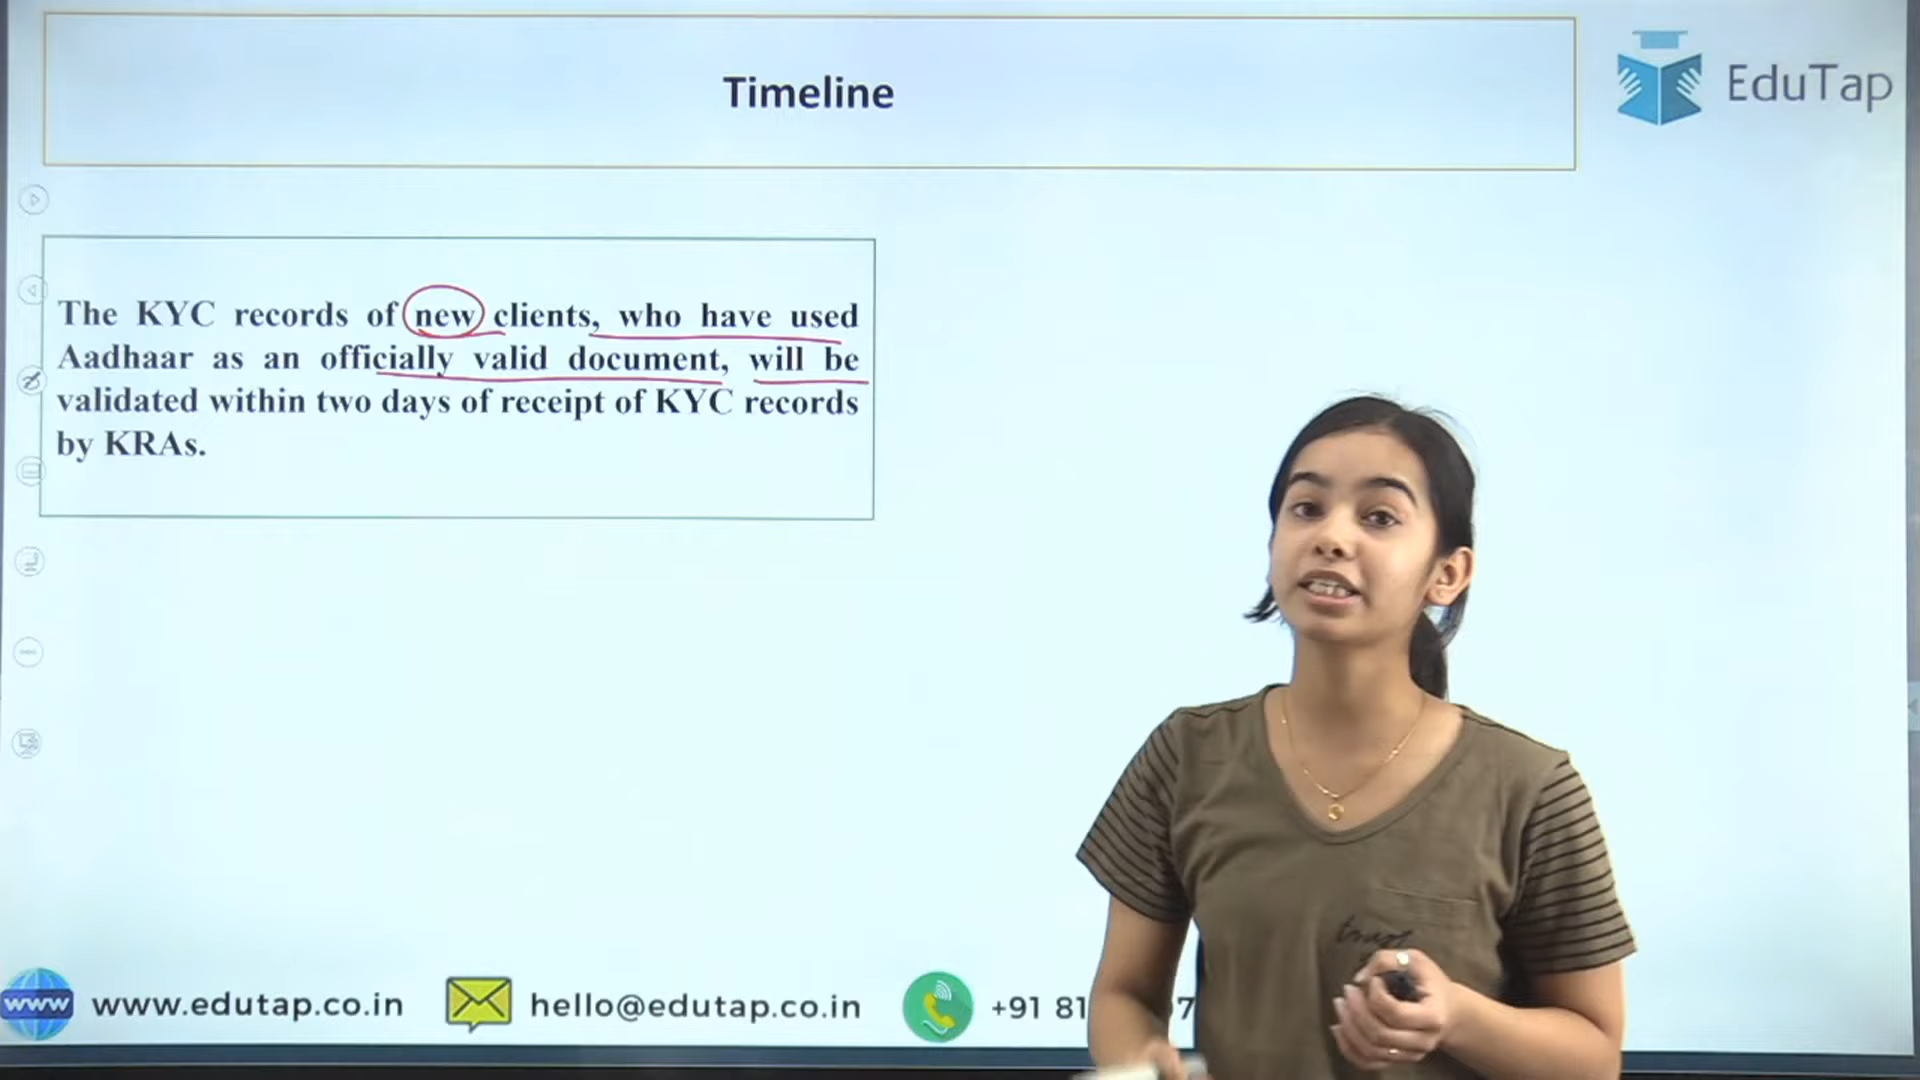 Timeline
EduTap
The KYC records of new clients, who have used
Aadhaar as an officially valid document, will be
validated within two days of receipt of KYC records
by KRAs.
www www.edutap.co.in hello@edutap.co.in +91 81